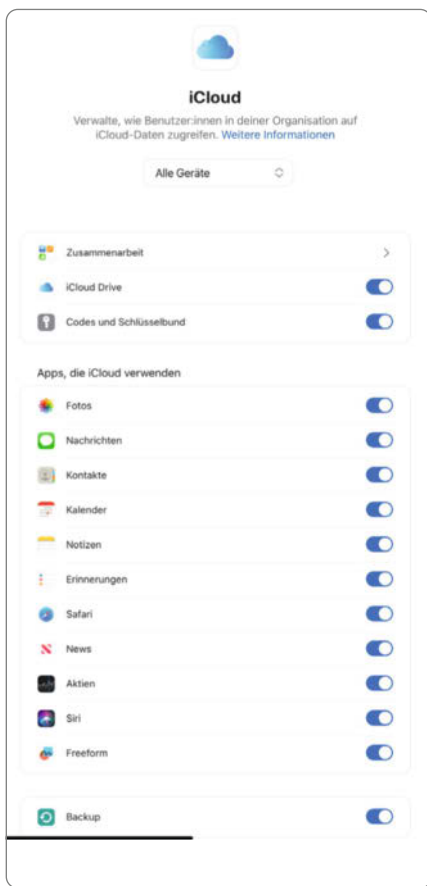 iCloud
Verwalte, wie Benutzer:innen in deiner Organisation auf
iCloud-Daten zugreifen. Weitere Informationen
Alle Geräte
Zusammenarbeit
iCloud Drive
Codes und Schlüsselbund
Apps, die iCloud verwenden
Fotos
Nachrichten
Kontakte
Kalender
Notizen
Erinnerungen
Safari
News
Aktien
Siri
Freeform
Backup